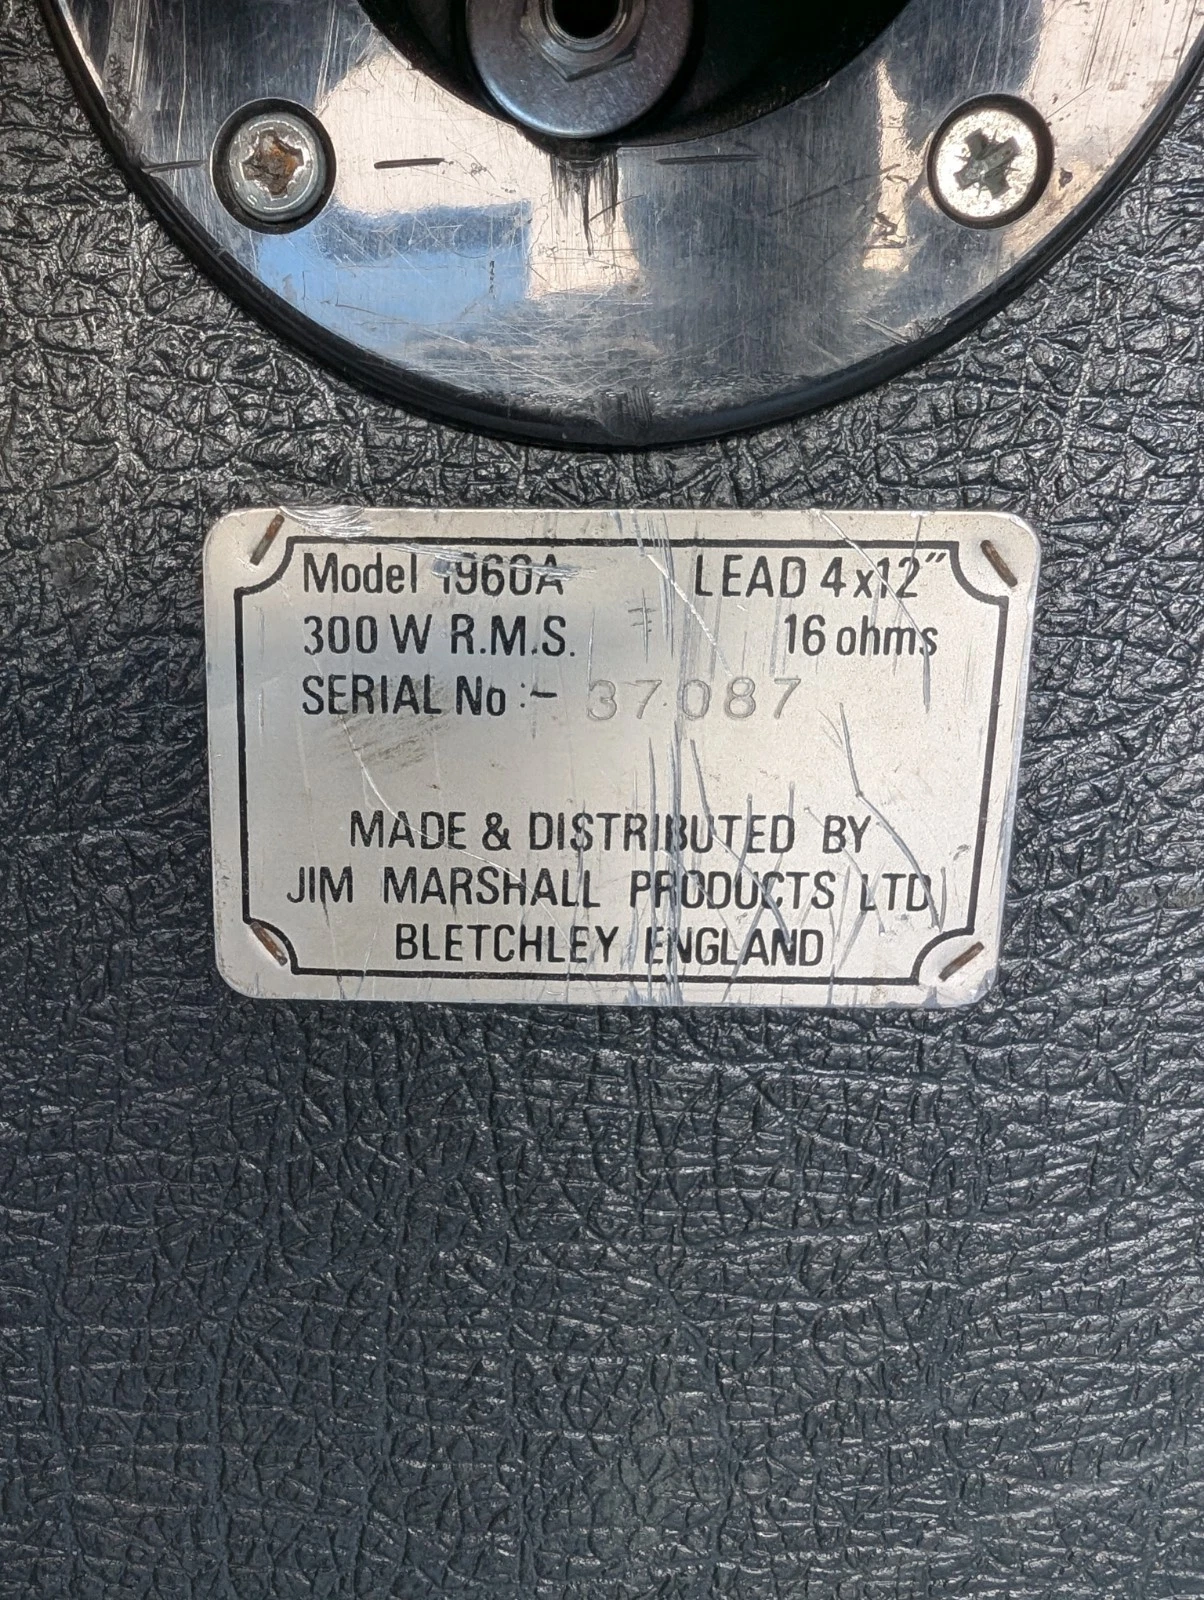 Model 1960A LEAD 4x12"
300 W R.M.S. 16 ohms
SERIAL No :- 37087
MADE & DISTRIBUTED BY
JIM MARSHALL PRODUCTS LTD
BLETCHLEY ENGLAND